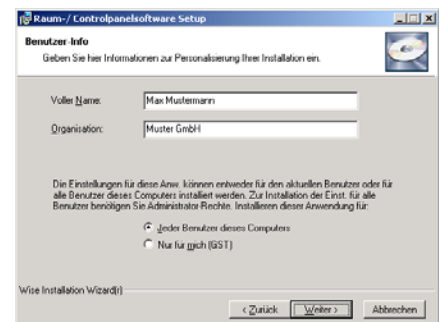 Raum-/ Controlpanelsoftware Setup
Benutzer-Info
Geben Sie hier Informationen zur Personalisierung Ihrer Installation ein.
Voller Name:
Max Mustermann
Organisation:
Muster GmbH
Die Einstellungen für diese Anw. können entweder für den aktuellen Benutzer oder für
alle Benutzer dieses Computers installiert werden. Zur Installation der Einst. für alle
Benutzer benötigen Sie Administrator-Rechte. Installieren dieser Anwendung für:
Jeder Benutzer dieses Computers
Nur für mich (GST)
Wise Installation Wizard(r)
< Zurück
Weiter >
Abbrechen